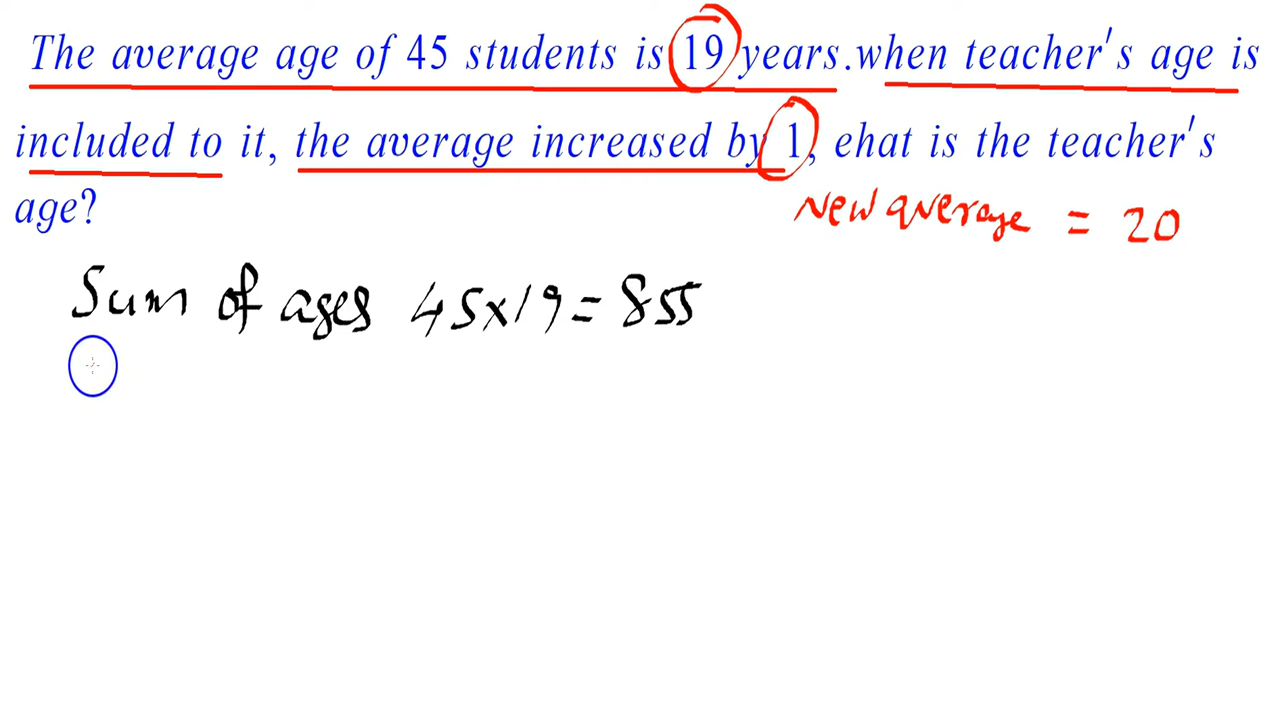 The average age of 45 students is 19 years.when teacher's age is
included to it, the average increased by 1, ehat is the teacher's
age?
New average = 20
Sum of ages 45x19=855